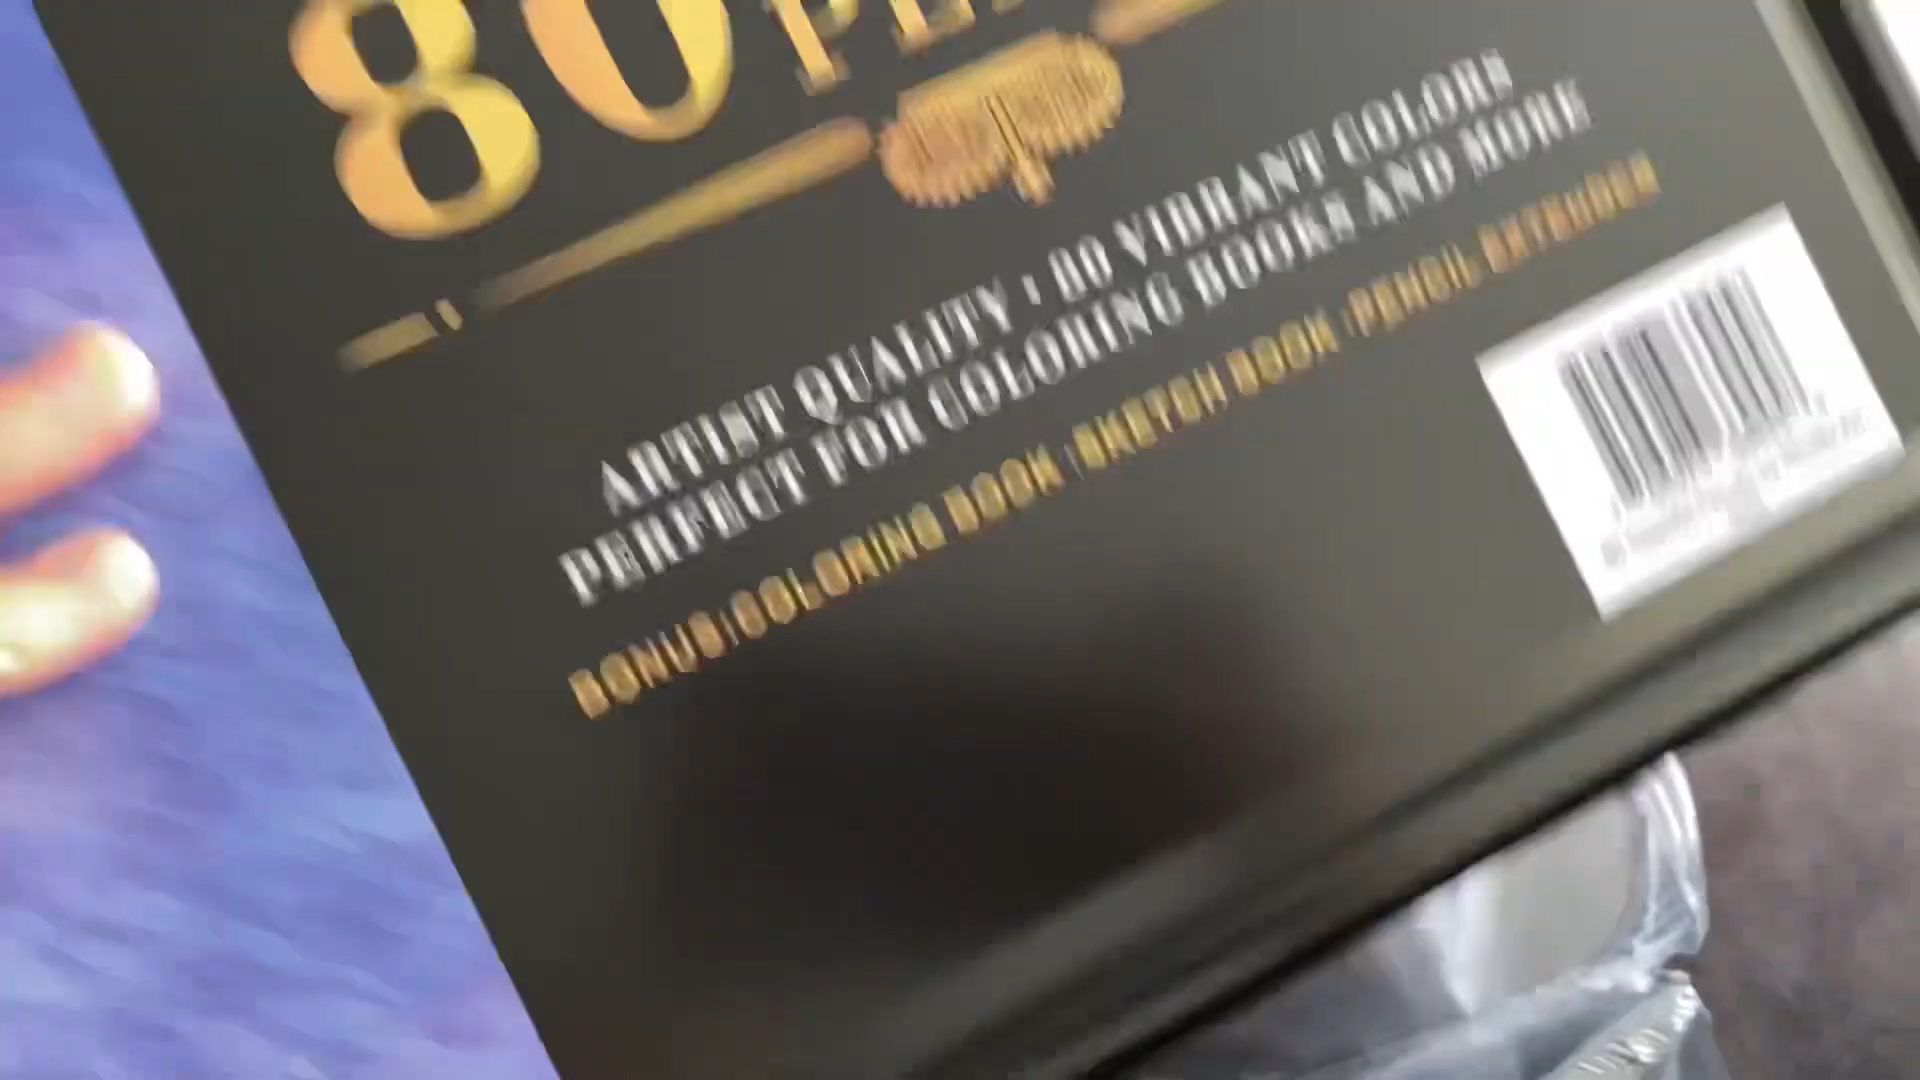 80
ARTIST QUALITY : 80 VIBRANT COLORS
PERFECT FOR COLORING BOOKS AND MORE
BONUS: COLORING BOOK | SKETCH BOOK | PENCIL EXTENDER